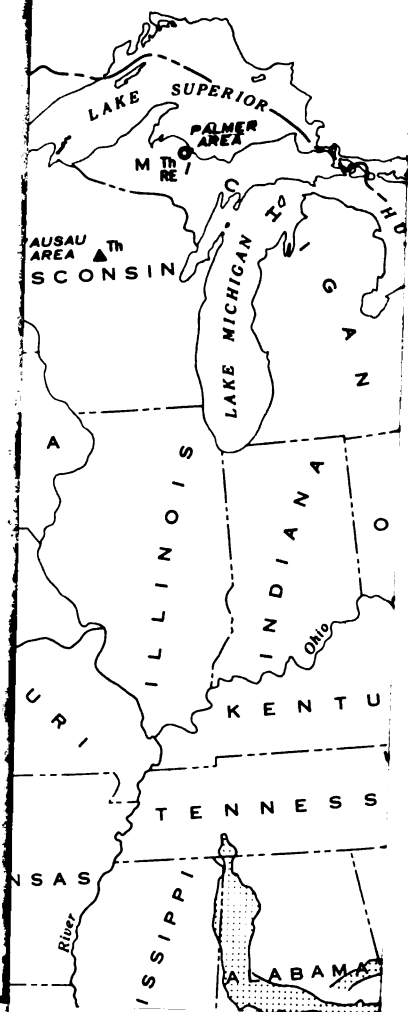 LAKE SUPERIOR
PALMER
AREA
M Th
RE I
C
H
I
G
A
N
HU
AUSAU
AREA Th
SCONSIN
LAKE MICHIGAN
A
ILLINOIS
INDIANA
O
Ohio
URI
KENTU
TENNESS
NSAS
River
ISSIPPI
ALABAMA